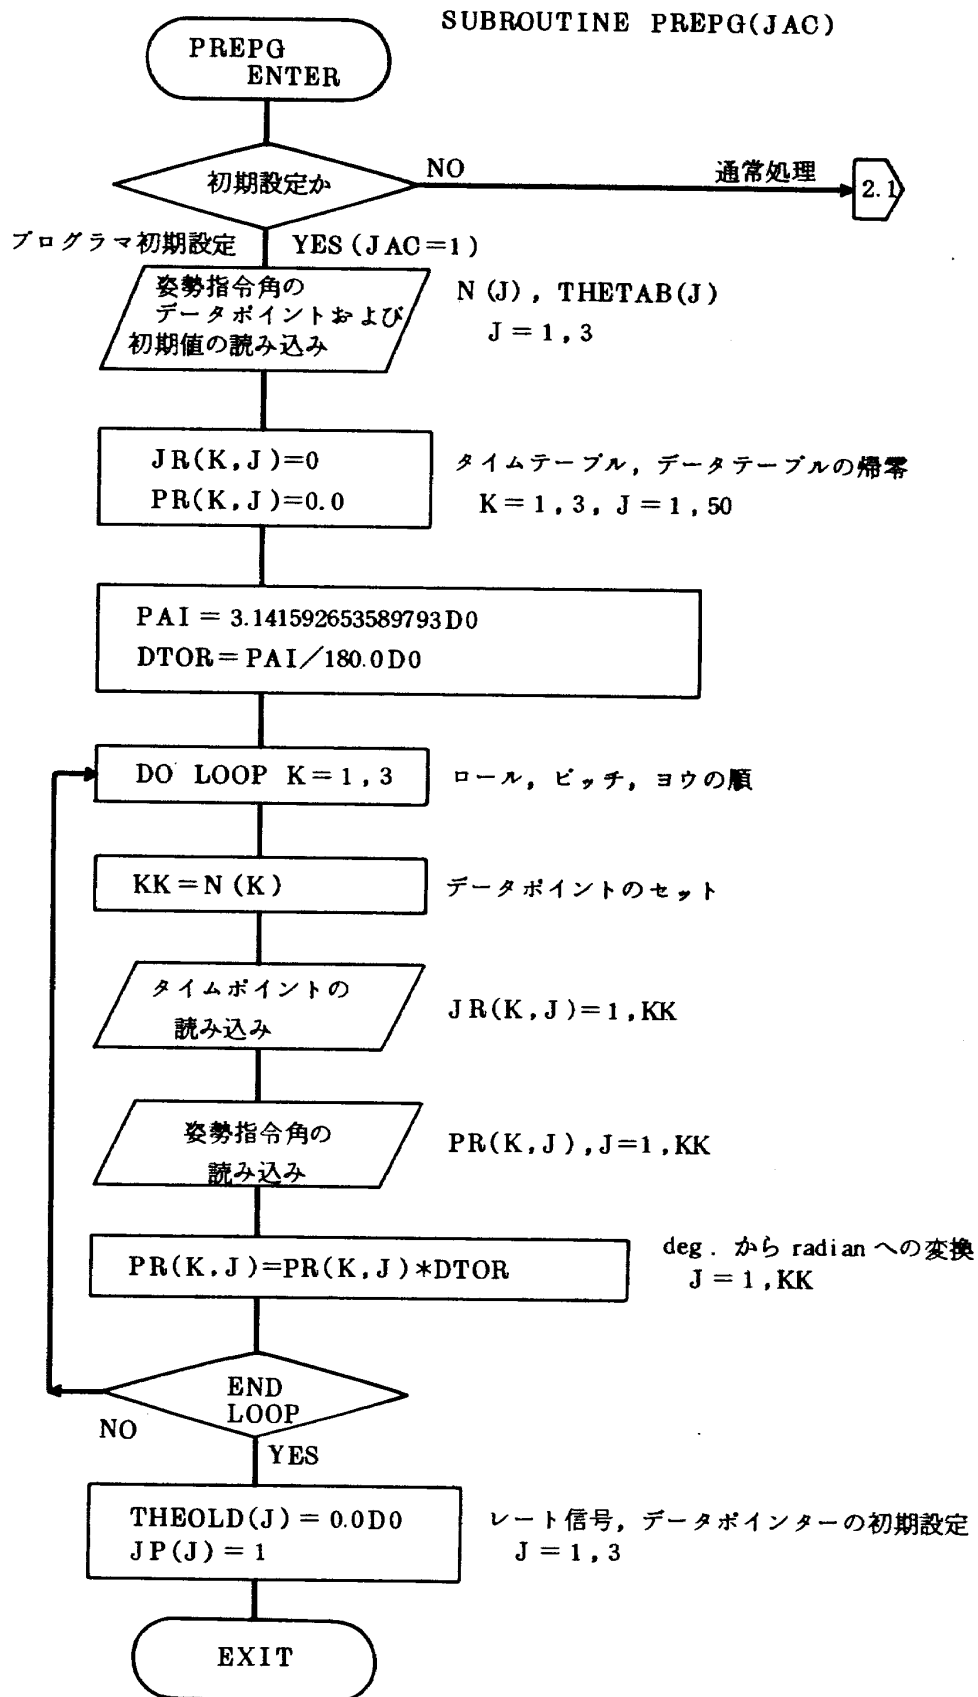 SUBROUTINE PREPG(JAC)
PREPG
ENTER
初期設定か
NO
通常処理
2.1
プログラマ初期設定
YES(JAC=1)
姿勢指令角の
データポイントおよび
初期値の読み込み
N(J), THETAB(J)
J=1,3
JR(K,J)=0
PR(K,J)=0.0
タイムテーブル,データテーブルの帰零
K=1,3, J=1,50
PAI=3.141592653589793D0
DTOR=PAI/180.0D0
DO LOOP K=1,3
ロール,ピッチ,ヨウの順
KK=N(K)
データポイントのセット
タイムポイントの
読み込み
JR(K,J)=1,KK
姿勢指令角の
読み込み
PR(K,J),J=1,KK
PR(K.J)=PR(K,J)*DTOR
deg.からradianへの変換
J=1,KK
END
LOOP
NO
YES
THEOLD(J)=0.0D0
JP(J)=1
レート信号,データポインターの初期設定
J=1,3
EXIT